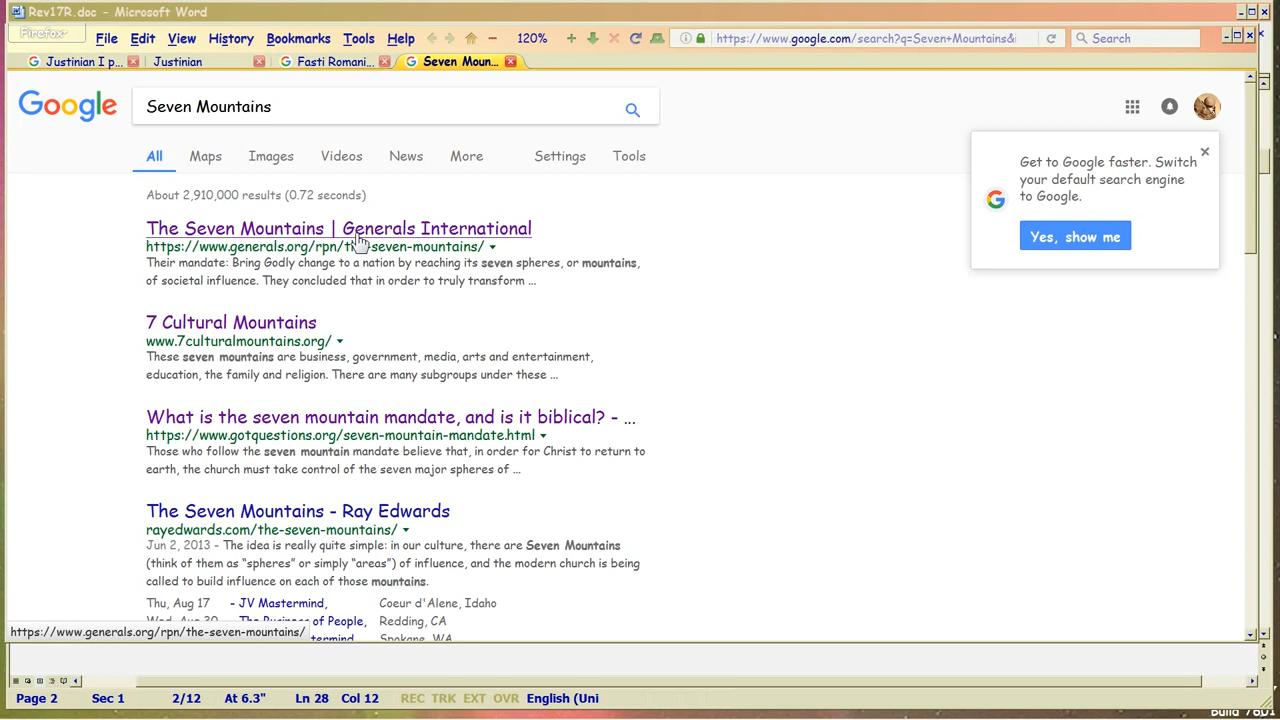 Rev17R.doc - Microsoft Word
Firefox
File Edit View History Bookmarks Tools Help 120% https://www.google.com/search?q=Seven+Mountains&i Search
Justinian I p... Justinian Fasti Romani... Seven Moun...
Google Seven Mountains
All Maps Images Videos News More Settings Tools
About 2,910,000 results (0.72 seconds)
The Seven Mountains | Generals International
https://www.generals.org/rpn/the-seven-mountains/
Their mandate: Bring Godly change to a nation by reaching its seven spheres, or mountains,
of societal influence. They concluded that in order to truly transform ...
7 Cultural Mountains
www.7culturalmountains.org/
These seven mountains are business, government, media, arts and entertainment,
education, the family and religion. There are many subgroups under these ...
What is the seven mountain mandate, and is it biblical? - ...
https://www.gotquestions.org/seven-mountain-mandate.html
Those who follow the seven mountain mandate believe that, in order for Christ to return to
earth, the church must take control of the seven major spheres of ...
The Seven Mountains - Ray Edwards
rayedwards.com/the-seven-mountains/
Jun 2, 2013 - The idea is really quite simple: in our culture, there are Seven Mountains
(think of them as “spheres” or simply “areas”) of influence, and the modern church is being
called to build influence on each of those mountains.
Thu, Aug 17 - JV Mastermind, Coeur d'Alene, Idaho
Wed, Aug 30 - The Business of People, Redding, CA
Mastermind Spokane, WA
Get to Google faster. Switch
your default search engine
to Google.
Yes, show me
https://www.generals.org/rpn/the-seven-mountains/
Page 2 Sec 1 2/12 At 6.3" Ln 28 Col 12 REC TRK EXT OVR English (Uni
Build 7601